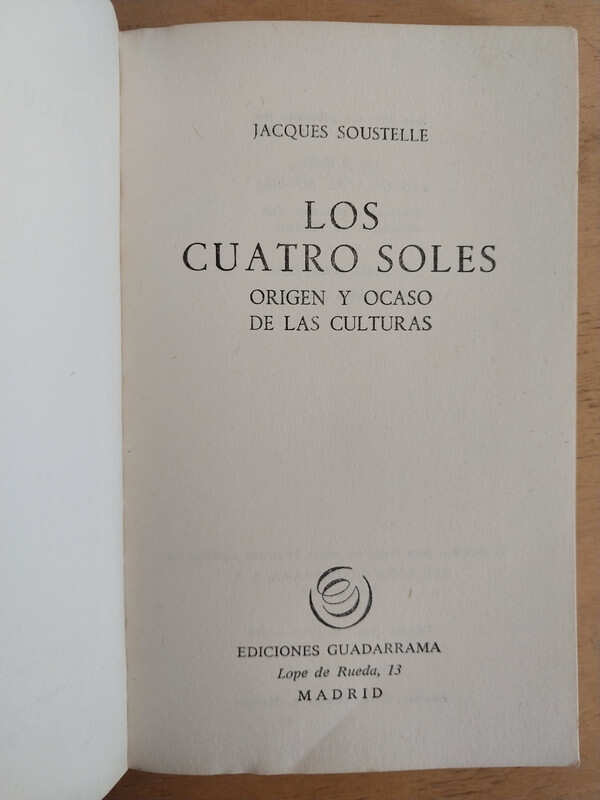 JACQUES SOUSTELLE
LOS
CUATRO SOLES
ORIGEN Y OCASO
DE LAS CULTURAS
EDICIONES GUADARRAMA
Lope de Rueda, 13
MADRID